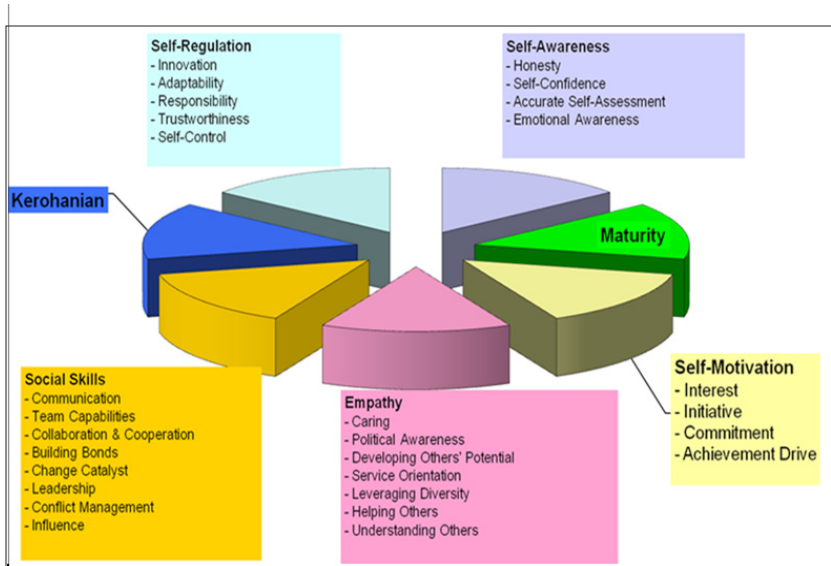 Self-Regulation
- Innovation
- Adaptability
- Responsibility
- Trustworthiness
- Self-Control
Self-Awareness
- Honesty
- Self-Confidence
- Accurate Self-Assessment
- Emotional Awareness
Kerohanian
Maturity
Social Skills
- Communication
- Team Capabilities
- Collaboration & Cooperation
- Building Bonds
- Change Catalyst
- Leadership
- Conflict Management
- Influence
Empathy
- Caring
- Political Awareness
- Developing Others' Potential
- Service Orientation
- Leveraging Diversity
- Helping Others
- Understanding Others
Self-Motivation
- Interest
- Initiative
- Commitment
- Achievement Drive